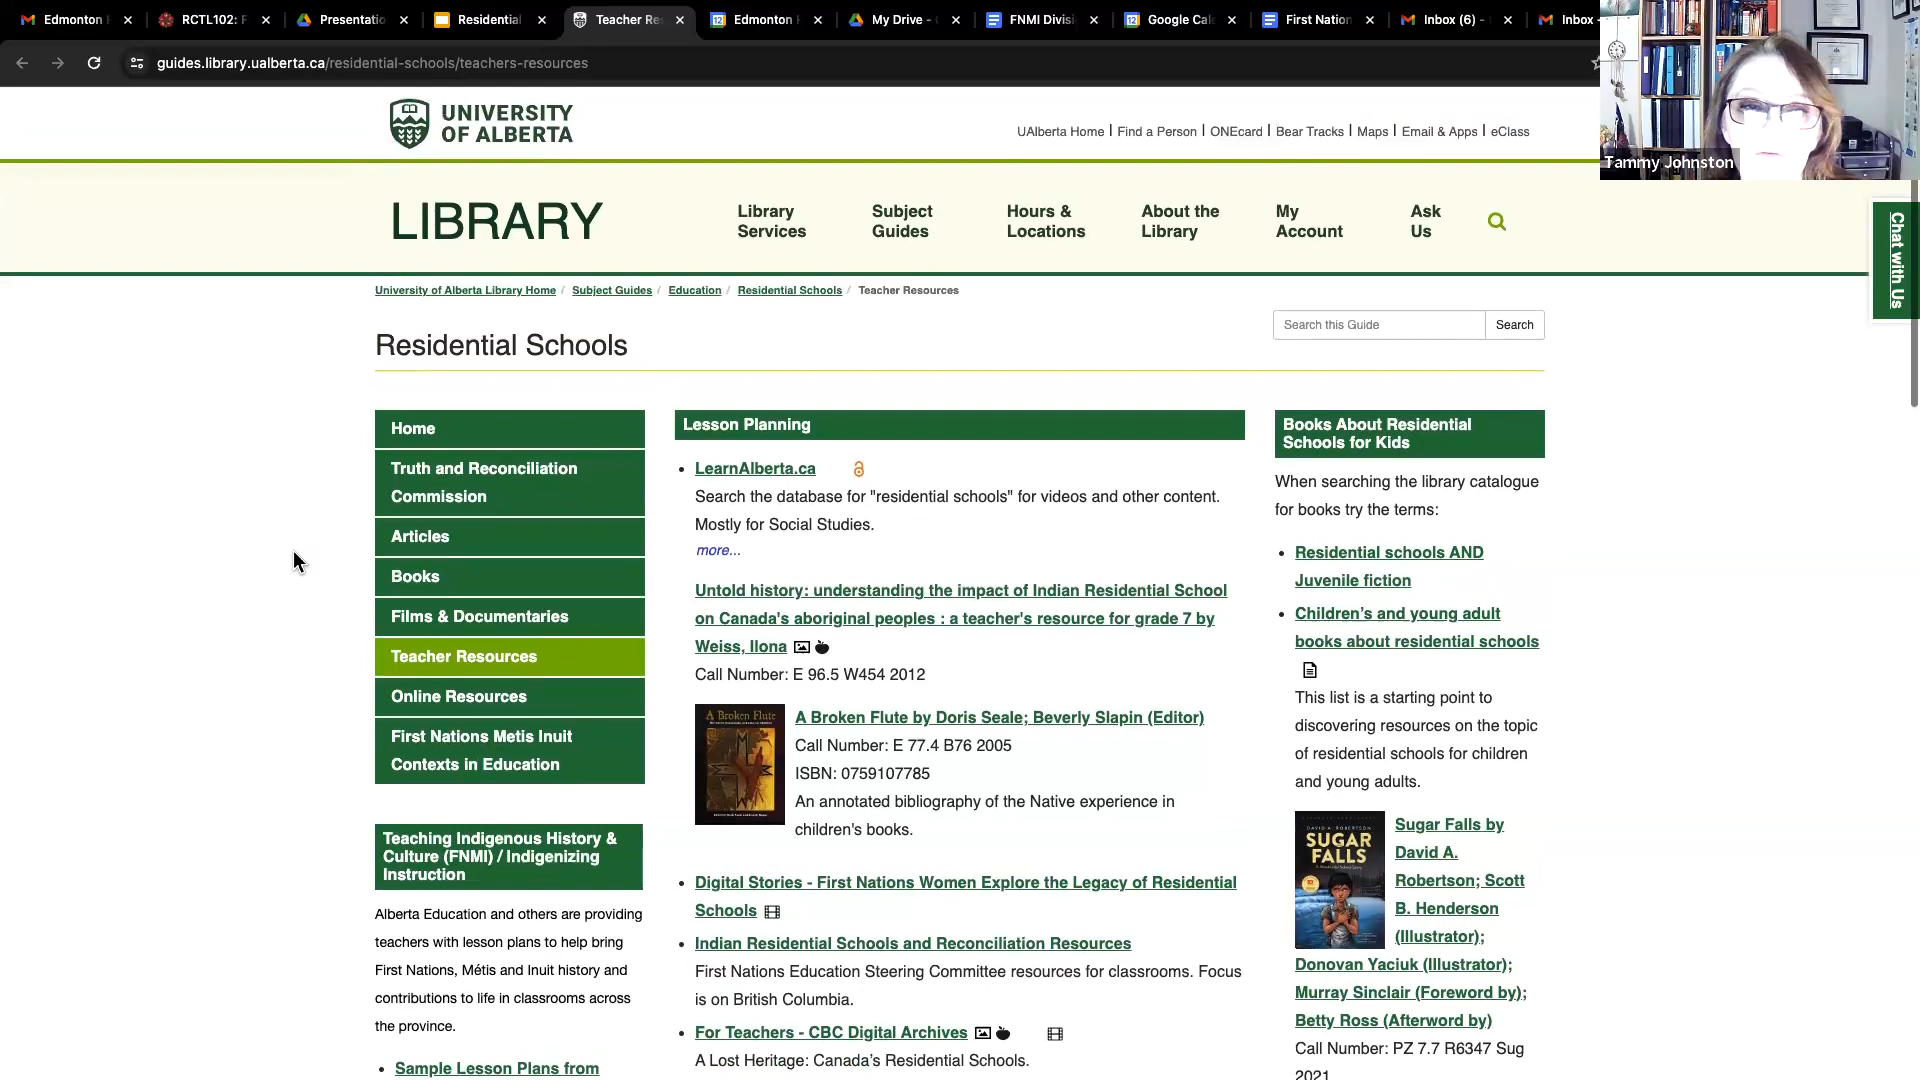 Edmonton
RCTL102: F
Presentatio
Residential
Teacher Re
Edmonton
My Drive -
FNMI Divisi
Google Cal
First Nation
Inbox (6) -
Inbox
guides.library.ualberta.ca/residential-schools/teachers-resources
Tammy Johnston
UNIVERSITY
OF ALBERTA
UAlberta Home | Find a Person | ONEcard | Bear Tracks | Maps | Email & Apps | eClass
LIBRARY
Library
Services
Subject
Guides
Hours &
Locations
About the
Library
My
Account
Ask
Us
Chat with Us
University of Alberta Library Home / Subject Guides / Education / Residential Schools / Teacher Resources
Search this Guide
Search
Residential Schools
Home
Truth and Reconciliation
Commission
Articles
Books
Films & Documentaries
Teacher Resources
Online Resources
First Nations Metis Inuit
Contexts in Education
Teaching Indigenous History &
Culture (FNMI) / Indigenizing
Instruction
Alberta Education and others are providing
teachers with lesson plans to help bring
First Nations, Métis and Inuit history and
contributions to life in classrooms across
the province.
• Sample Lesson Plans from
Lesson Planning
• LearnAlberta.ca
Search the database for "residential schools" for videos and other content.
Mostly for Social Studies.
more...
Untold history: understanding the impact of Indian Residential School
on Canada's aboriginal peoples : a teacher's resource for grade 7 by
Weiss, Ilona
Call Number: E 96.5 W454 2012
A Broken Flute
A Broken Flute by Doris Seale; Beverly Slapin (Editor)
Call Number: E 77.4 B76 2005
ISBN: 0759107785
An annotated bibliography of the Native experience in
children's books.
• Digital Stories - First Nations Women Explore the Legacy of Residential
Schools
• Indian Residential Schools and Reconciliation Resources
First Nations Education Steering Committee resources for classrooms. Focus
is on British Columbia.
• For Teachers - CBC Digital Archives
A Lost Heritage: Canada's Residential Schools.
Books About Residential
Schools for Kids
When searching the library catalogue
for books try the terms:
• Residential schools AND
Juvenile fiction
• Children's and young adult
books about residential schools
This list is a starting point to
discovering resources on the topic
of residential schools for children
and young adults.
DAVID A. ROBERTSON
SUGAR
FALLS
Sugar Falls by
David A.
Robertson; Scott
B. Henderson
(Illustrator);
Donovan Yaciuk (Illustrator);
Murray Sinclair (Foreword by);
Betty Ross (Afterword by)
Call Number: PZ 7.7 R6347 Sug
2021